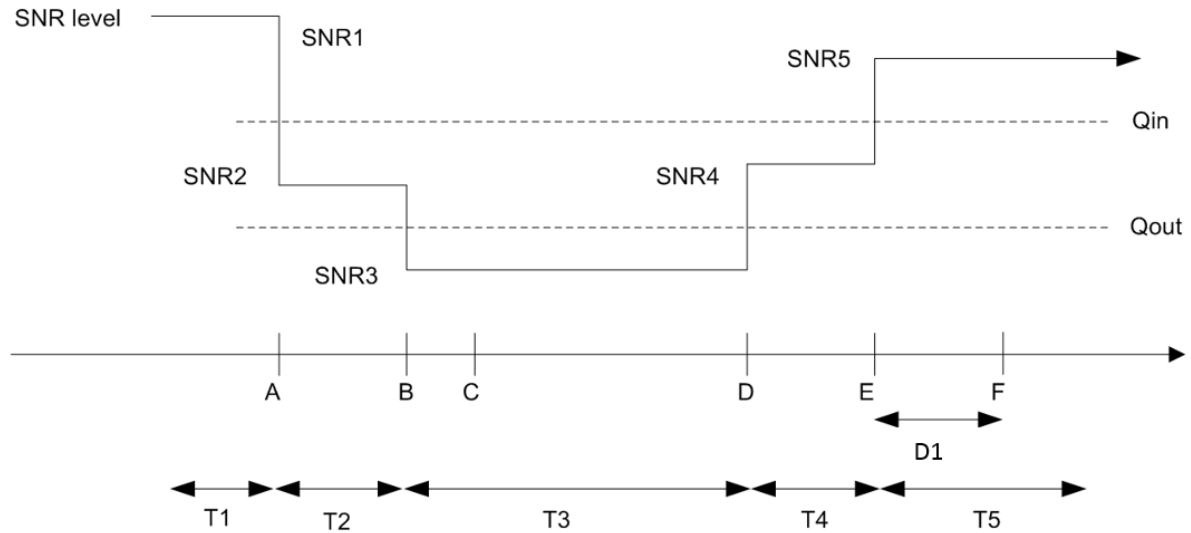 SNR level
SNR1
SNR5
Qin
SNR2
SNR4
Qout
SNR3
A
B
C
D
E
F
D1
T1
T2
T3
T4
T5